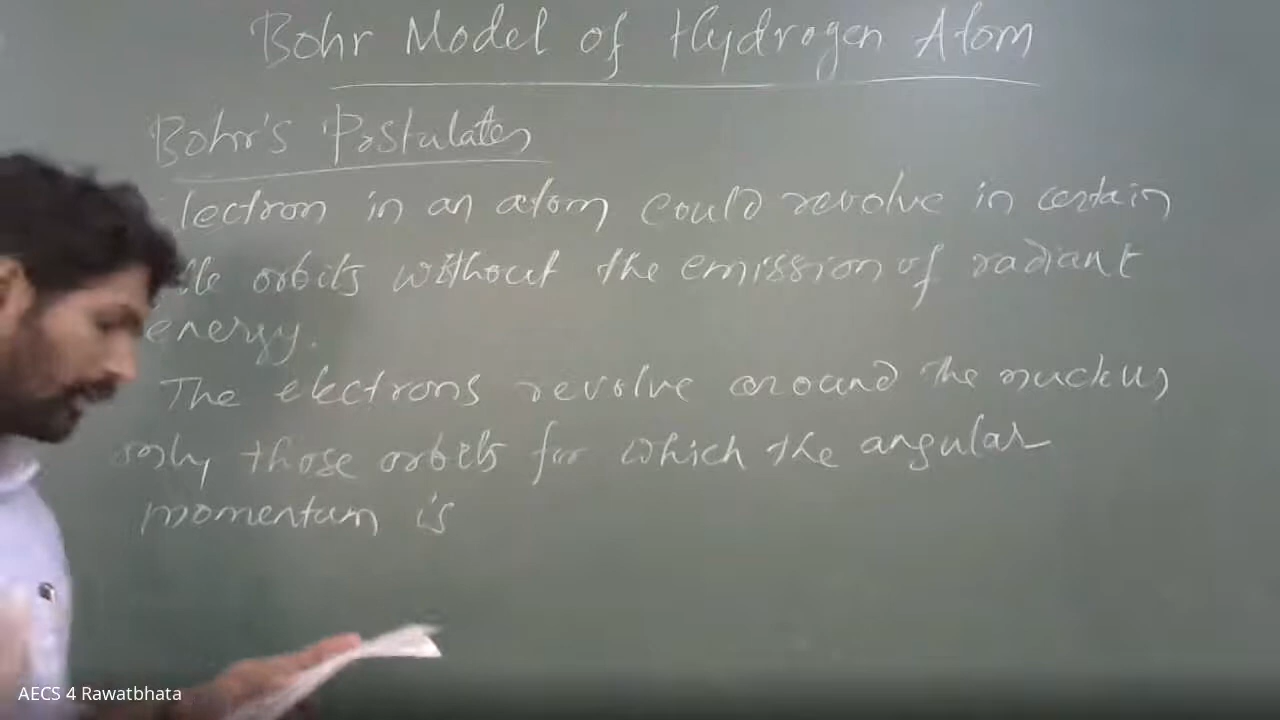 Bohr Model of Hydrogen Atom
Bohr's Postulates
lectron in an atom could revolve in certain
orbits without the emission of radiant
energy.
The electrons revolve around the nucleus
only those orbits for which the angular
momentum is
AECS 4 Rawatbhata